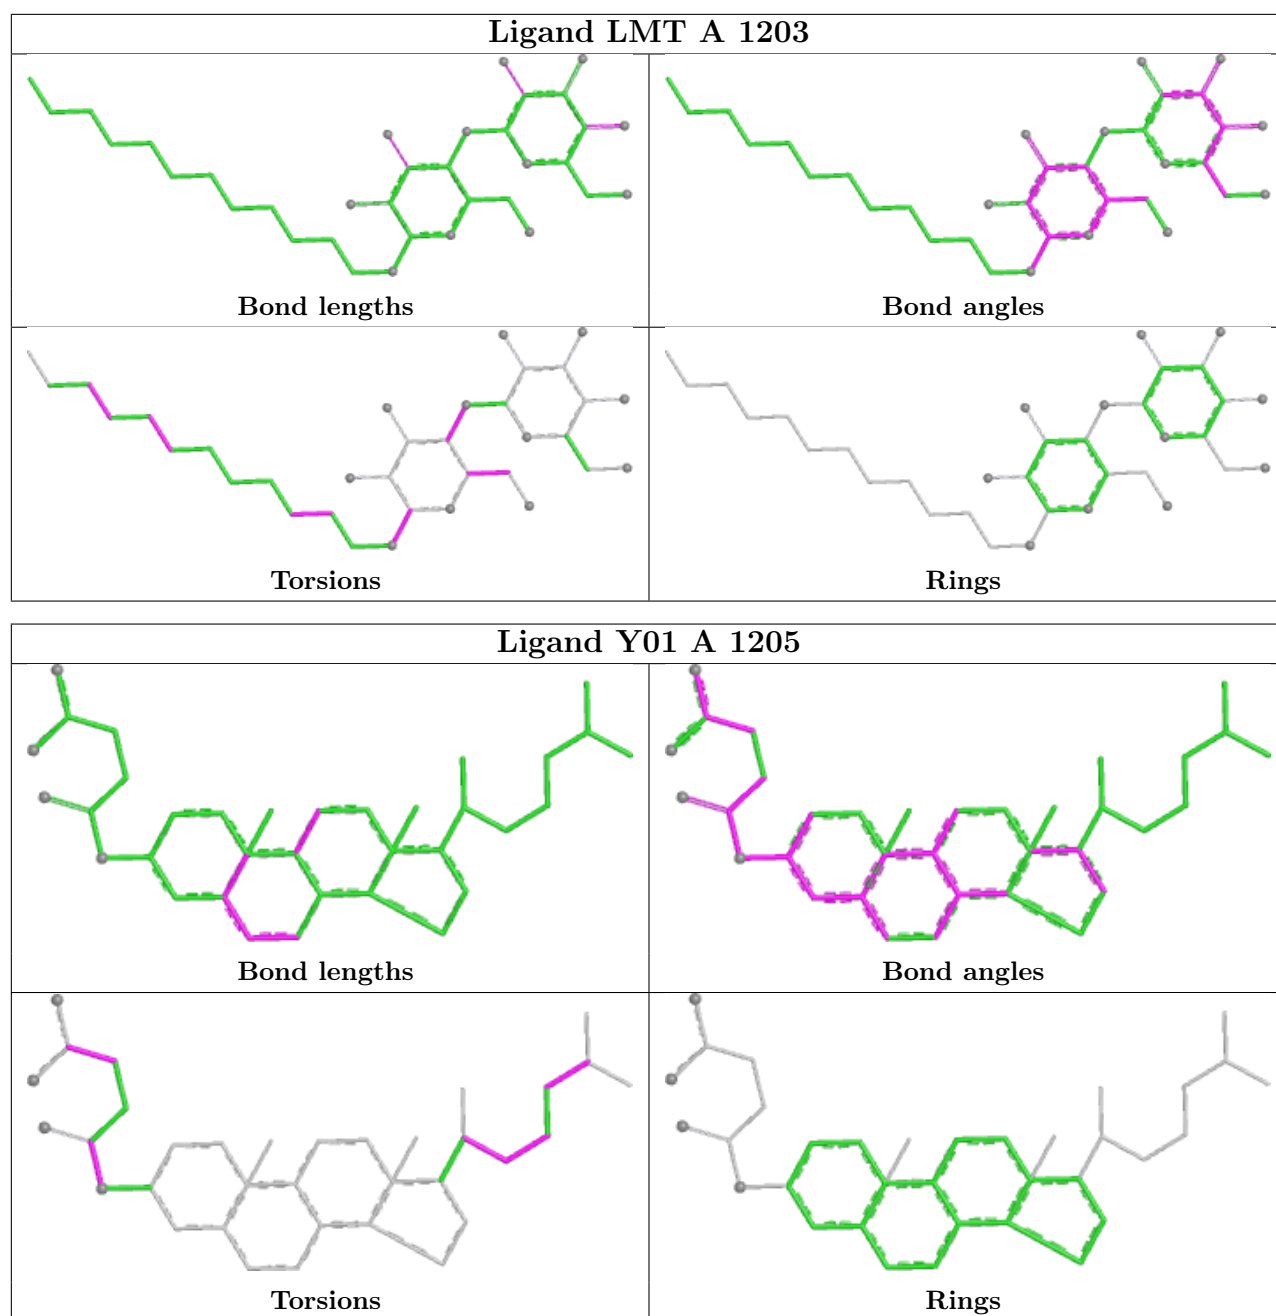 Ligand LMT A 1203
Bond lengths
Bond angles
Torsions
Rings
Ligand Y01 A 1205
Bond lengths
Bond angles
Torsions
Rings